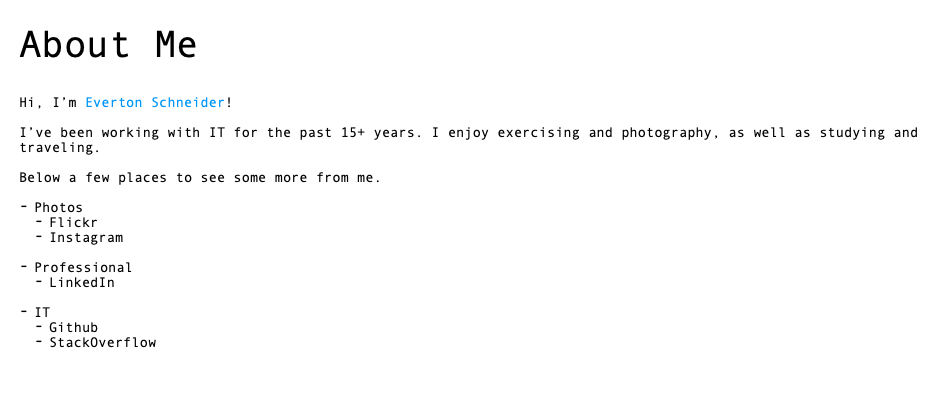 About Me
Hi, I'm Everton Schneider!
I've been working with IT for the past 15+ years. I enjoy exercising and photography, as well as studying and
traveling.
Below a few places to see some more from me.
- Photos
- Flickr
- Instagram
- Professional
- LinkedIn
- IT
- Github
- StackOverflow